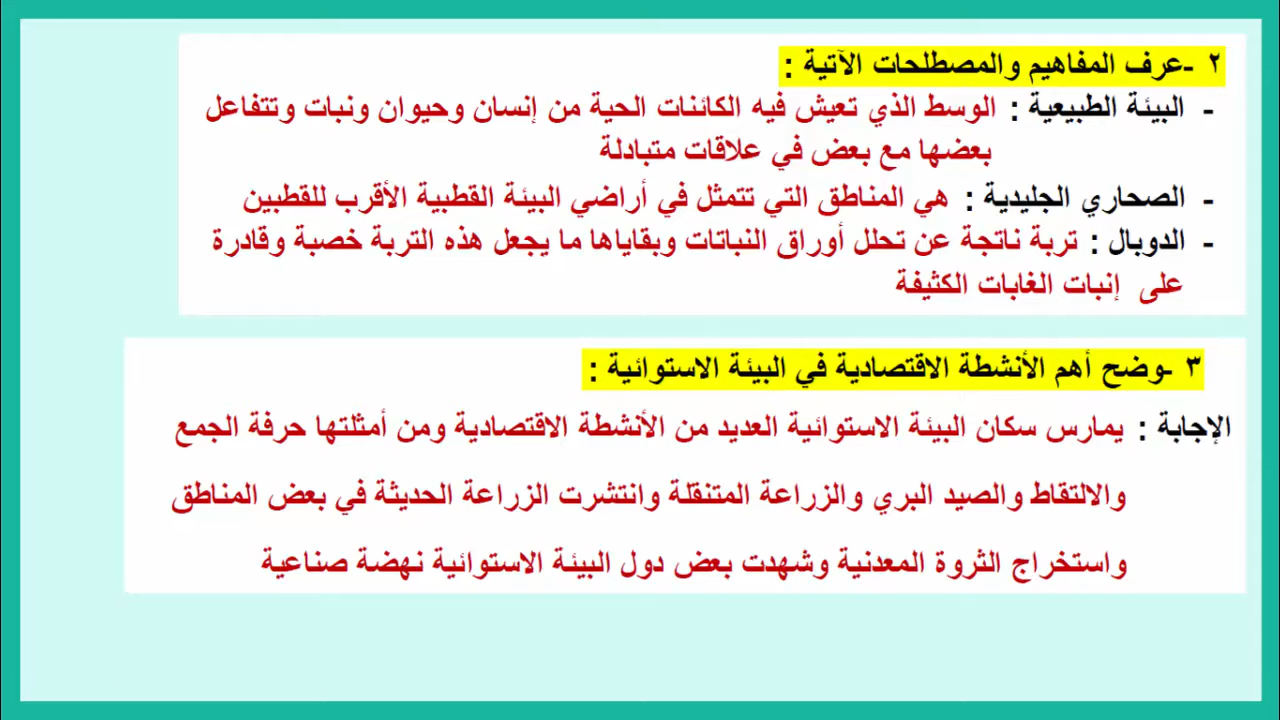 ٢ -عرف المفاهيم والمصطلحات الآتية :
- البيئة الطبيعية : الوسط الذي تعيش فيه الكائنات الحية من إنسان وحيوان ونبات وتتفاعل
بعضها مع بعض في علاقات متبادلة
- الصحاري الجليدية : هي المناطق التي تتمثل في أراضي البيئة القطبية الأقرب للقطبين
- الدوبال : تربة ناتجة عن تحلل أوراق النباتات وبقاياها ما يجعل هذه التربة خصبة وقادرة
على إنبات الغابات الكثيفة
٣ -وضح أهم الأنشطة الاقتصادية في البيئة الاستوائية :
الإجابة : يمارس سكان البيئة الاستوائية العديد من الأنشطة الاقتصادية ومن أمثلتها حرفة الجمع
والالتقاط والصيد البري والزراعة المتنقلة وانتشرت الزراعة الحديثة في بعض المناطق
واستخراج الثروة المعدنية وشهدت بعض دول البيئة الاستوائية نهضة صناعية